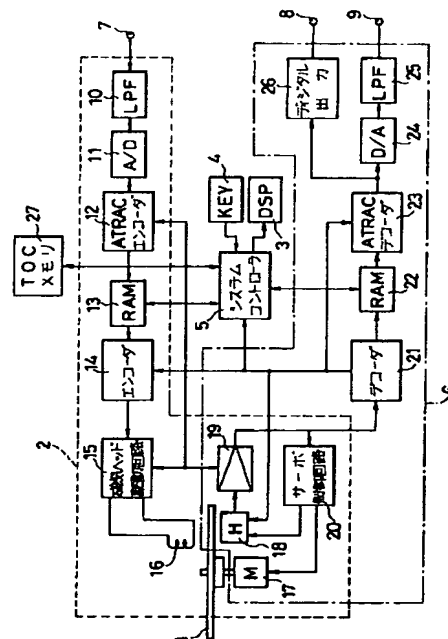 TOC
メモリ
27
2
15
磁気ヘッド
駆動回路
14
エンコーダ
13
RAM
12
ATRAC
エンコーダ
11
A/D
10
LPF
7
16
5
システム
コントローラ
KEY
4
DSP
3
19
H
18
M
17
サーボ
制御回路
20
デコーダ
21
RAM
22
ATRAC
デコーダ
23
D/A
24
LPF
25
9
26
ディジタル
出力
8